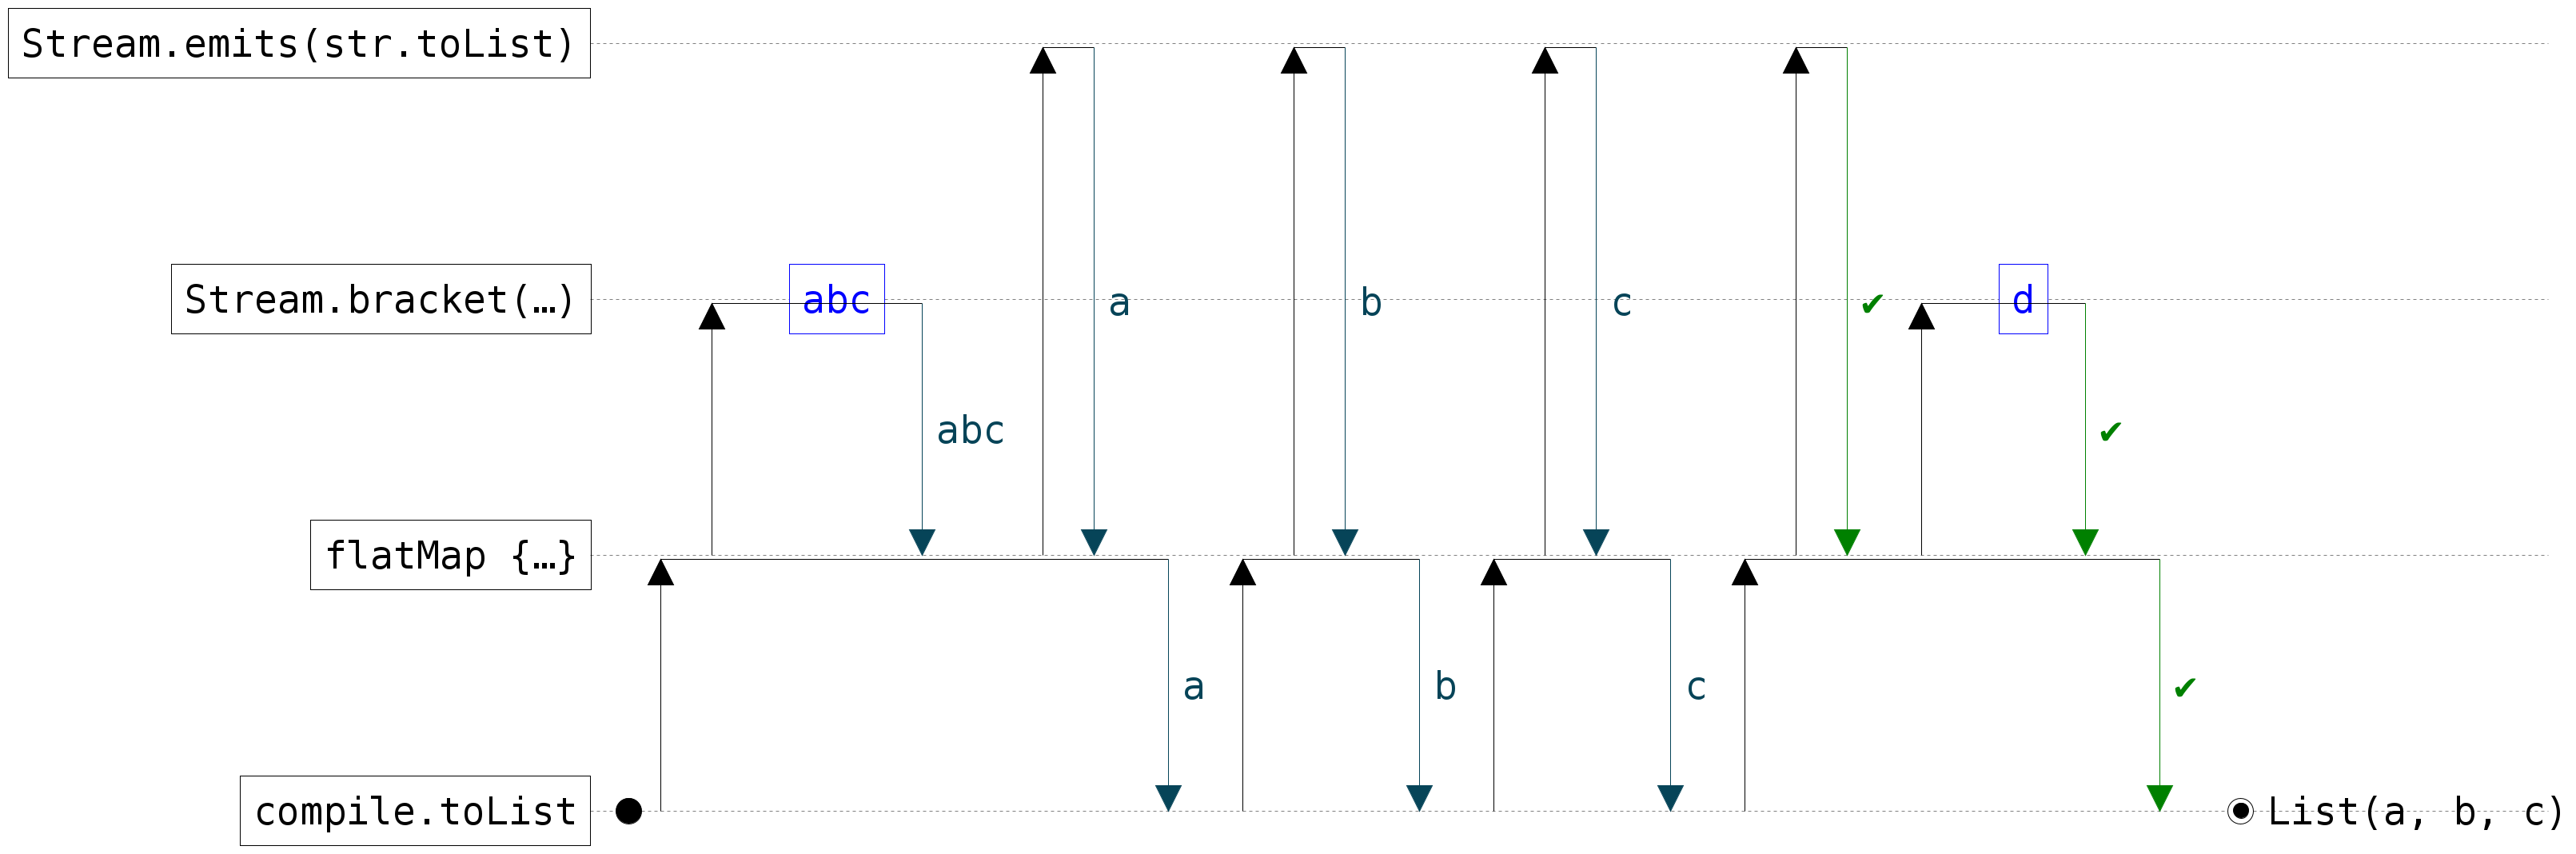 Stream.emits(str.toList)
Stream.bracket(…)
abc
a
b
c
✔
d
abc
✔
flatMap {…}
a
b
c
✔
compile.toList
List(a, b, c)